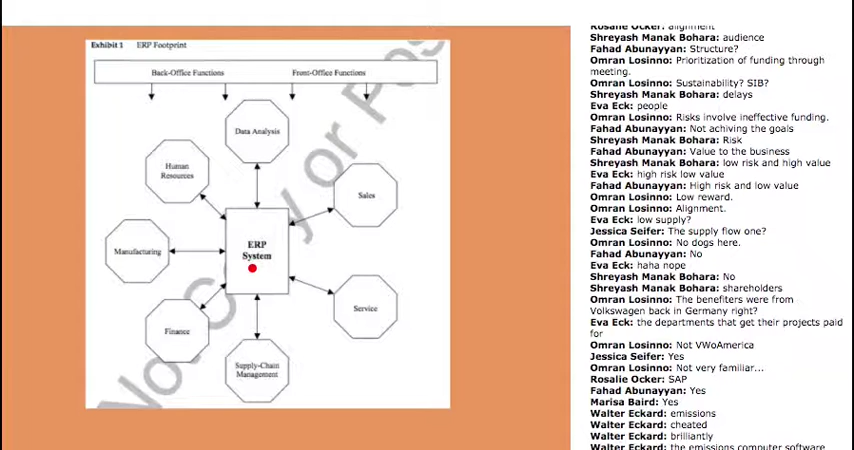 Exhibit 1 ERP Footprint
Back-Office Functions Front-Office Functions
Data Analysis
Human
Resources
Sales
Manufacturing
ERP
System
Service
Finance
Supply-Chain
Management
Rosalie Ocker: alignment
Shreyash Manak Bohara: audience
Fahad Abunayyan: Structure?
Omran Losinno: Prioritization of funding through
meeting.
Omran Losinno: Sustainability? SIB?
Shreyash Manak Bohara: delays
Eva Eck: people
Omran Losinno: Risks involve ineffective funding.
Fahad Abunayyan: Not achiving the goals
Shreyash Manak Bohara: Risk
Fahad Abunayyan: Value to the business
Shreyash Manak Bohara: low risk and high value
Eva Eck: high risk low value
Fahad Abunayyan: High risk and low value
Omran Losinno: Low reward.
Omran Losinno: Alignment.
Eva Eck: low supply?
Jessica Seifer: The supply flow one?
Omran Losinno: No dogs here.
Fahad Abunayyan: No
Eva Eck: haha nope
Shreyash Manak Bohara: No
Shreyash Manak Bohara: shareholders
Omran Losinno: The benefiters were from
Volkswagen back in Germany right?
Eva Eck: the departments that get their projects paid
for
Omran Losinno: Not VWoAmerica
Jessica Seifer: Yes
Omran Losinno: Not very familiar...
Rosalie Ocker: SAP
Fahad Abunayyan: Yes
Marisa Baird: Yes
Walter Eckard: emissions
Walter Eckard: cheated
Walter Eckard: brilliantly
Walter Eckard: the emissions computer software